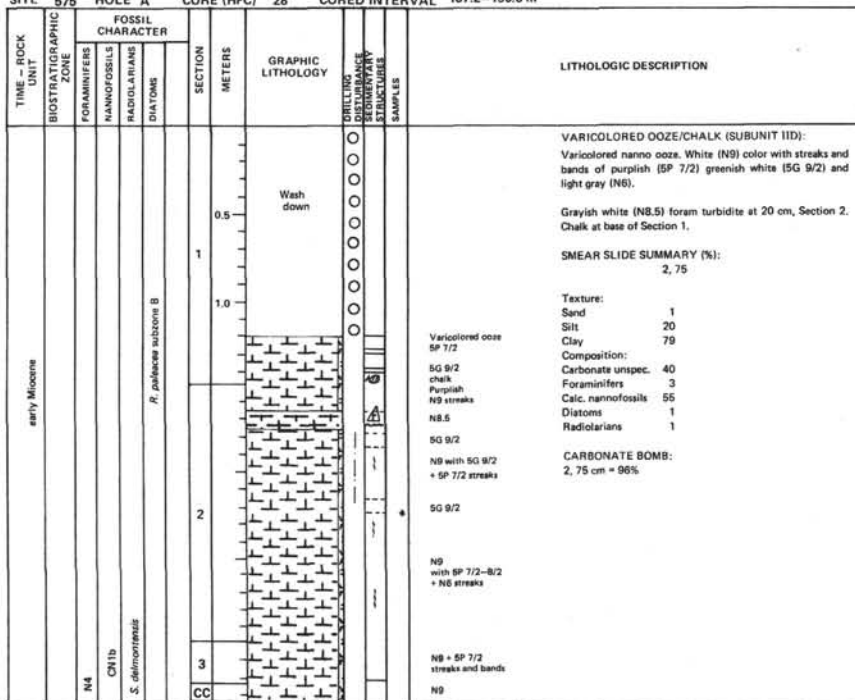 SITE 575 HOLE A CORE (HPC) 28 CORED INTERVAL
TIME – ROCK UNIT
BIOSTRATIGRAPHIC ZONE
FOSSIL CHARACTER
FORAMINIFERS
NANNOFOSSILS
RADIOLARIANS
DIATOMS
SECTION
METERS
GRAPHIC LITHOLOGY
DRILLING DISTURBANCE
SEDIMENTARY STRUCTURES
SAMPLES
LITHOLOGIC DESCRIPTION
early Miocene
N4
CN1b
S. delmontensis
R. paleacea subzone B
1
0.5
1.0
Wash
down
2
3
CC
*
Varicolored ooze
5P 7/2
5G 9/2
chalk
Purplish
N9 streaks
N8.5
5G 9/2
N9 with 5G 9/2
+ 5P 7/2 streaks
5G 9/2
N9
with 5P 7/2–8/2
+ N6 streaks
N9 + 5P 7/2
streaks and bands
N9
VARICOLORED OOZE/CHALK (SUBUNIT IID):
Varicolored nanno ooze. White (N9) color with streaks and
bands of purplish (5P 7/2) greenish white (5G 9/2) and
light gray (N6).
Grayish white (N8.5) foram turbidite at 20 cm, Section 2.
Chalk at base of Section 1.
SMEAR SLIDE SUMMARY (%):
2, 75
Texture:
Sand 1
Silt 20
Clay 79
Composition:
Carbonate unspec. 40
Foraminifers 3
Calc. nannofossils 55
Diatoms 1
Radiolarians 1
CARBONATE BOMB:
2, 75 cm = 96%